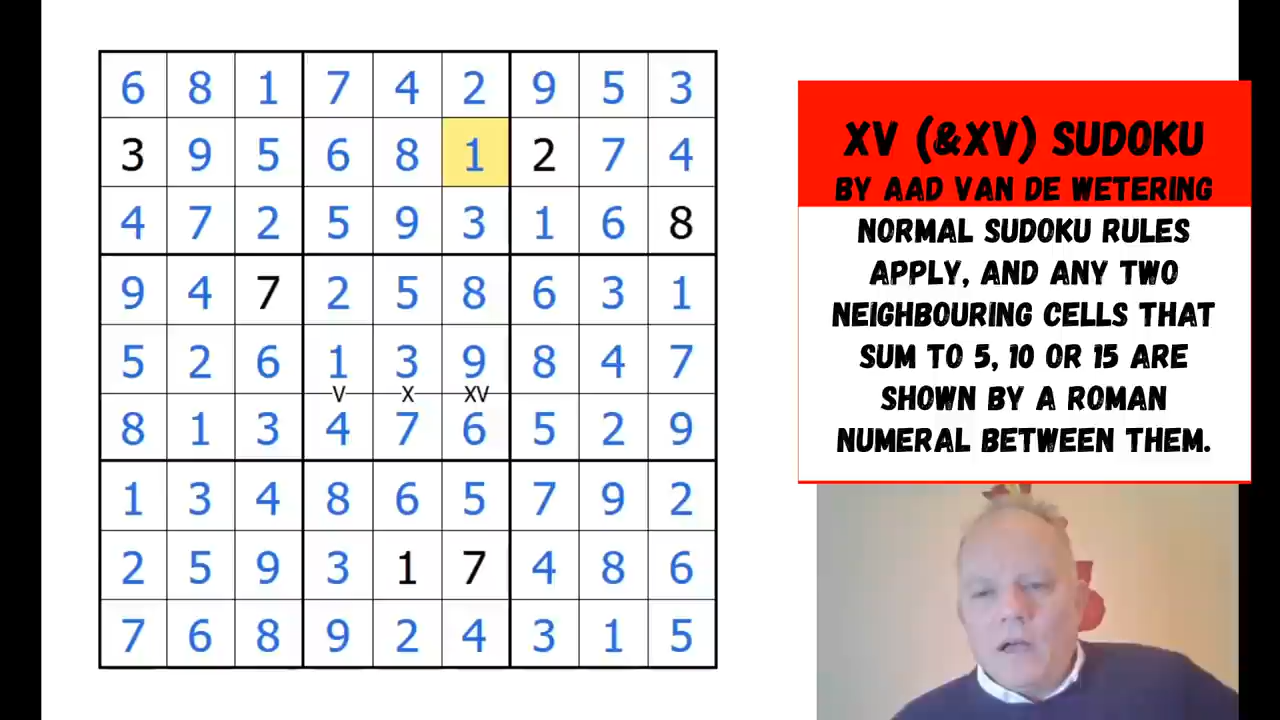 6 8 1 7 4 2 9 5 3
3 9 5 6 8 1 2 7 4
4 7 2 5 9 3 1 6 8
9 4 7 2 5 8 6 3 1
5 2 6 1 3 9 8 4 7
V X XV
8 1 3 4 7 6 5 2 9
1 3 4 8 6 5 7 9 2
2 5 9 3 1 7 4 8 6
7 6 8 9 2 4 3 1 5
XV (&XV) SUDOKU
BY AAD VAN DE WETERING
NORMAL SUDOKU RULES
APPLY, AND ANY TWO
NEIGHBOURING CELLS THAT
SUM TO 5, 10 OR 15 ARE
SHOWN BY A ROMAN
NUMERAL BETWEEN THEM.